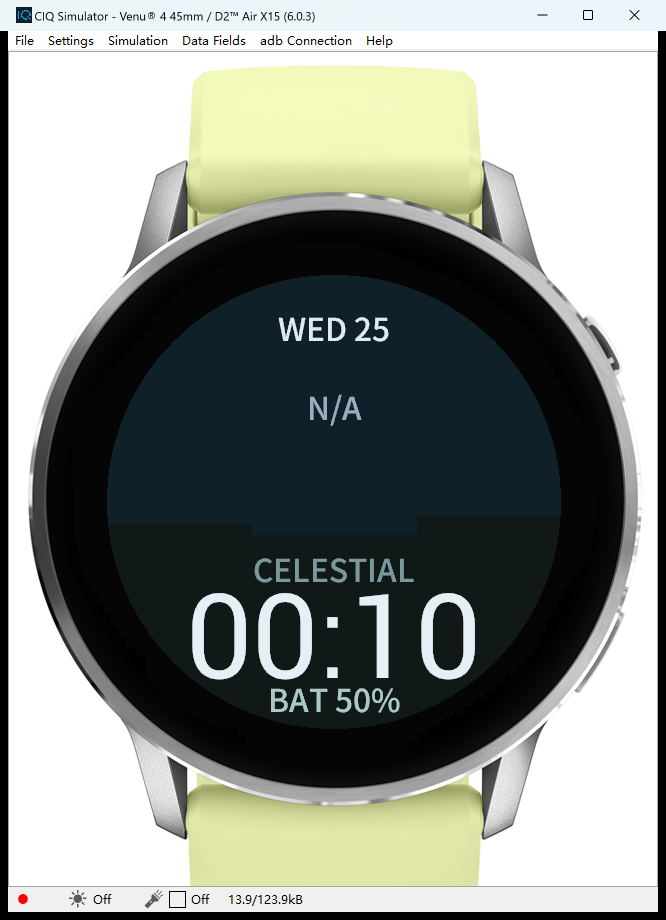 CIQ Simulator - Venu® 4 45mm / D2™ Air X15 (6.0.3)
File Settings Simulation Data Fields adb Connection Help
WED 25
N/A
CELESTIAL
00:10
BAT 50%
Off Off 13.9/123.9kB